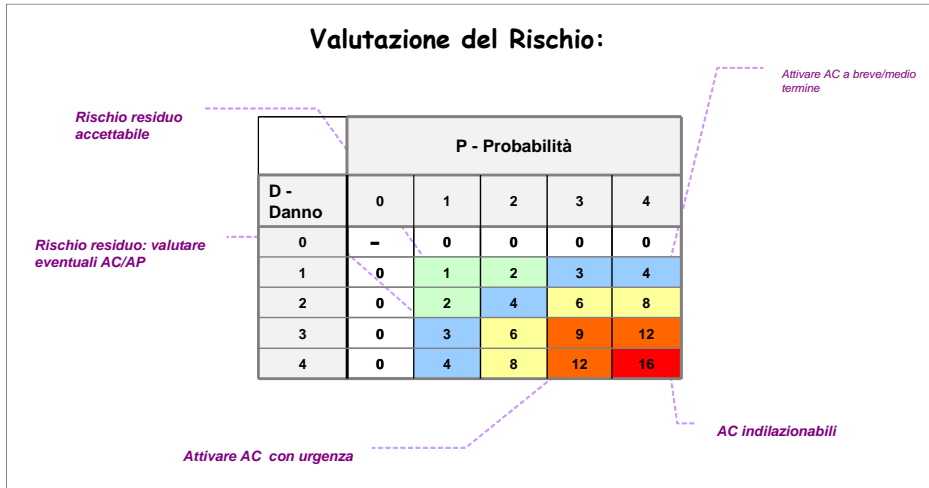 Valutazione del Rischio:
Attivare AC a breve/medio
termine
Rischio residuo
accettabile
P - Probabilità
D -
Danno
0 1 2 3 4
Rischio residuo: valutare
eventuali AC/AP
0 – 0 0 0 0
1 0 1 2 3 4
2 0 2 4 6 8
3 0 3 6 9 12
4 0 4 8 12 16
AC indilazionabili
Attivare AC con urgenza